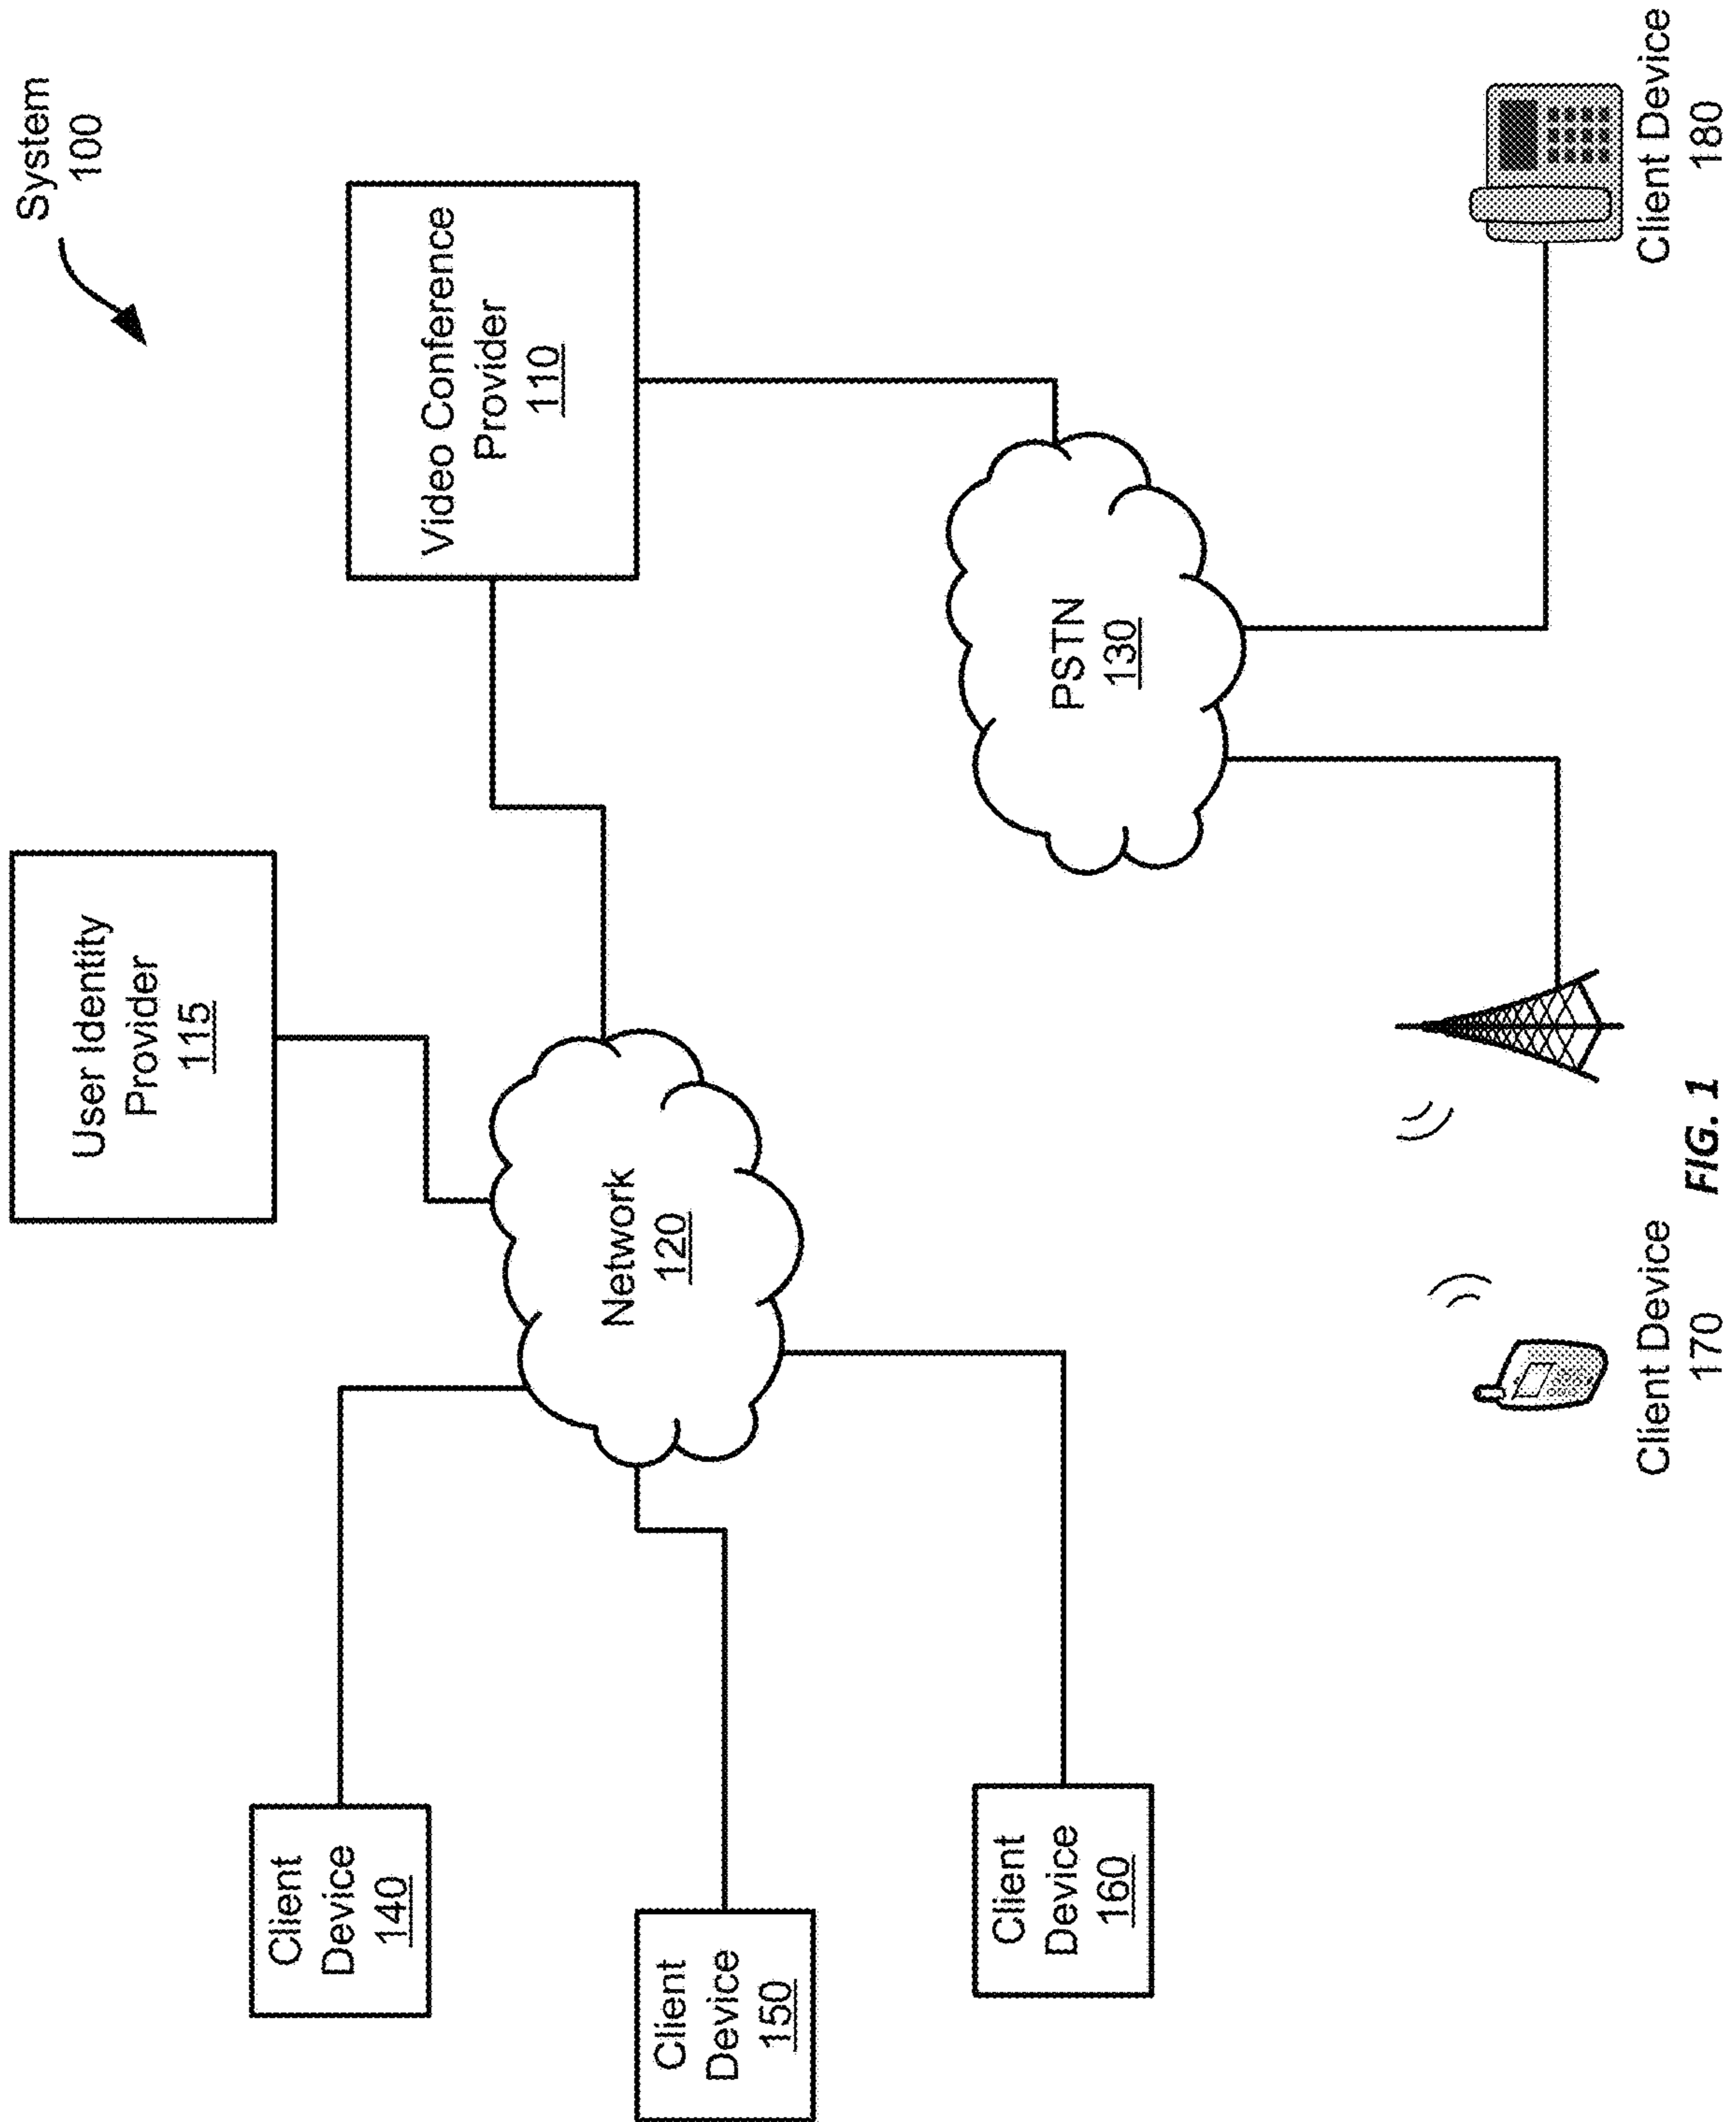 System
100
User Identity
Provider
115
Video Conference
Provider
110
Client
Device
140
Network
120
Client
Device
150
PSTN
130
Client
Device
160
Client Device
170
Client Device
180
FIG. 1